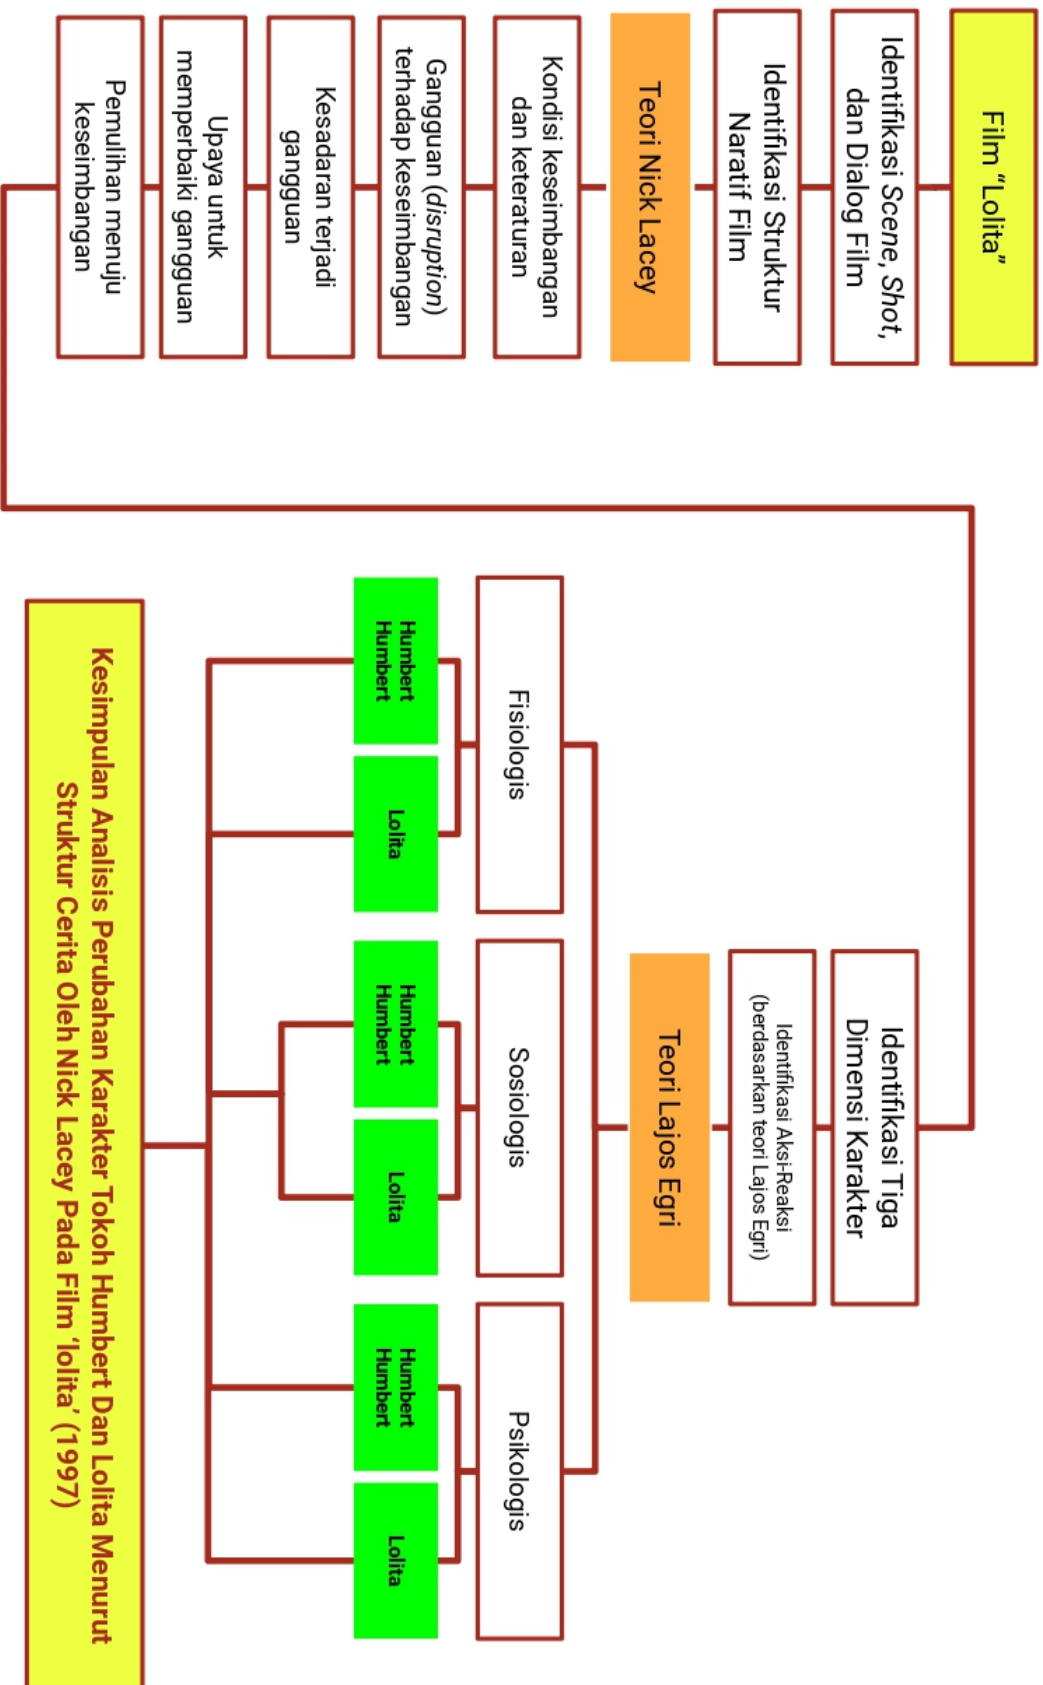 Film “Lolita”
Identifikasi Scene, Shot,
dan Dialog Film
Identifikasi Struktur
Naratif Film
Teori Nick Lacey
Kondisi keseimbangan
dan keteraturan
Gangguan (disruption)
terhadap keseimbangan
Kesadaran terjadi
gangguan
Upaya untuk
memperbaiki gangguan
Pemulihan menuju
keseimbangan
Identifikasi Tiga
Dimensi Karakter
Identifikasi Aksi-Reaksi
(berdasarkan teori Lajos Egri)
Teori Lajos Egri
Fisiologis
Humbert
Humbert
Lolita
Sosiologis
Humbert
Humbert
Lolita
Psikologis
Humbert
Humbert
Lolita
Kesimpulan Analisis Perubahan Karakter Tokoh Humbert Dan Lolita Menurut
Struktur Cerita Oleh Nick Lacey Pada Film ‘lolita’ (1997)